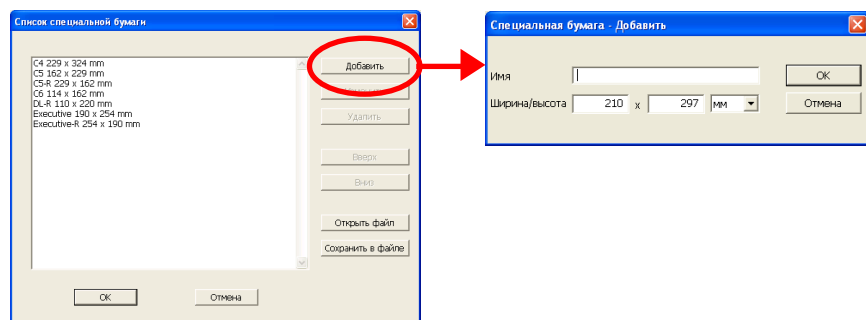 Список специальной бумаги
C4 229 x 324 mm
C5 162 x 229 mm
C5-R 229 x 162 mm
C6 114 x 162 mm
DL-R 110 x 220 mm
Executive 190 x 254 mm
Executive-R 254 x 190 mm
Добавить
Удалить
Вверх
Вниз
Открыть файл
Сохранить в файле
OK
Отмена
Специальная бумага - Добавить
Имя
OK
Ширина/высота 210 x 297 мм
Отмена